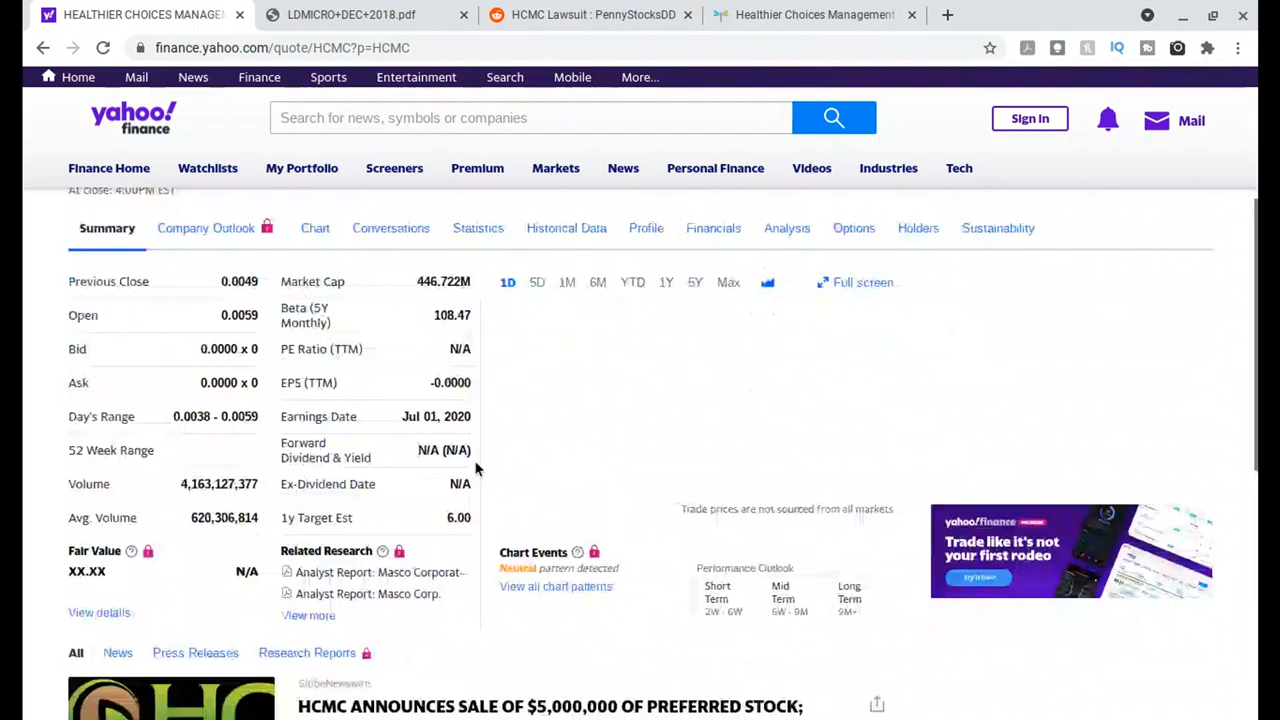 HEALTHIER CHOICES MANAGEM
LDMICRO+DEC+2018.pdf
HCMC Lawsuit : PennyStocksDD
Healthier Choices Management
finance.yahoo.com/quote/HCMC?p=HCMC
Home Mail News Finance Sports Entertainment Search Mobile More...
yahoo!
finance
Search for news, symbols or companies
Sign In
Mail
Finance Home Watchlists My Portfolio Screeners Premium Markets News Personal Finance Videos Industries Tech
At close: 4:00PM EST
Summary Company Outlook Chart Conversations Statistics Historical Data Profile Financials Analysis Options Holders Sustainability
Previous Close 0.0049
Open 0.0059
Bid 0.0000 x 0
Ask 0.0000 x 0
Day's Range 0.0038 - 0.0059
52 Week Range
Volume 4,163,127,377
Avg. Volume 620,306,814
Market Cap 446.722M
Beta (5Y
Monthly) 108.47
PE Ratio (TTM) N/A
EPS (TTM) -0.0000
Earnings Date Jul 01, 2020
Forward
Dividend & Yield N/A (N/A)
Ex-Dividend Date N/A
1y Target Est 6.00
1D 5D 1M 6M YTD 1Y 5Y Max Full screen
Trade prices are not sourced from all markets
Fair Value
XX.XX N/A
View details
Related Research
Analyst Report: Masco Corporat...
Analyst Report: Masco Corp.
View more
Chart Events
Neutral pattern detected
View all chart patterns
Performance Outlook
Short
Term
2W - 6W
Mid
Term
6W - 9M
Long
Term
9M+
yahoo!finance
Trade like it's not
your first rodeo
Try it free
All News Press Releases Research Reports
GlobeNewswire
HCMC ANNOUNCES SALE OF $5,000,000 OF PREFERRED STOCK;
HC